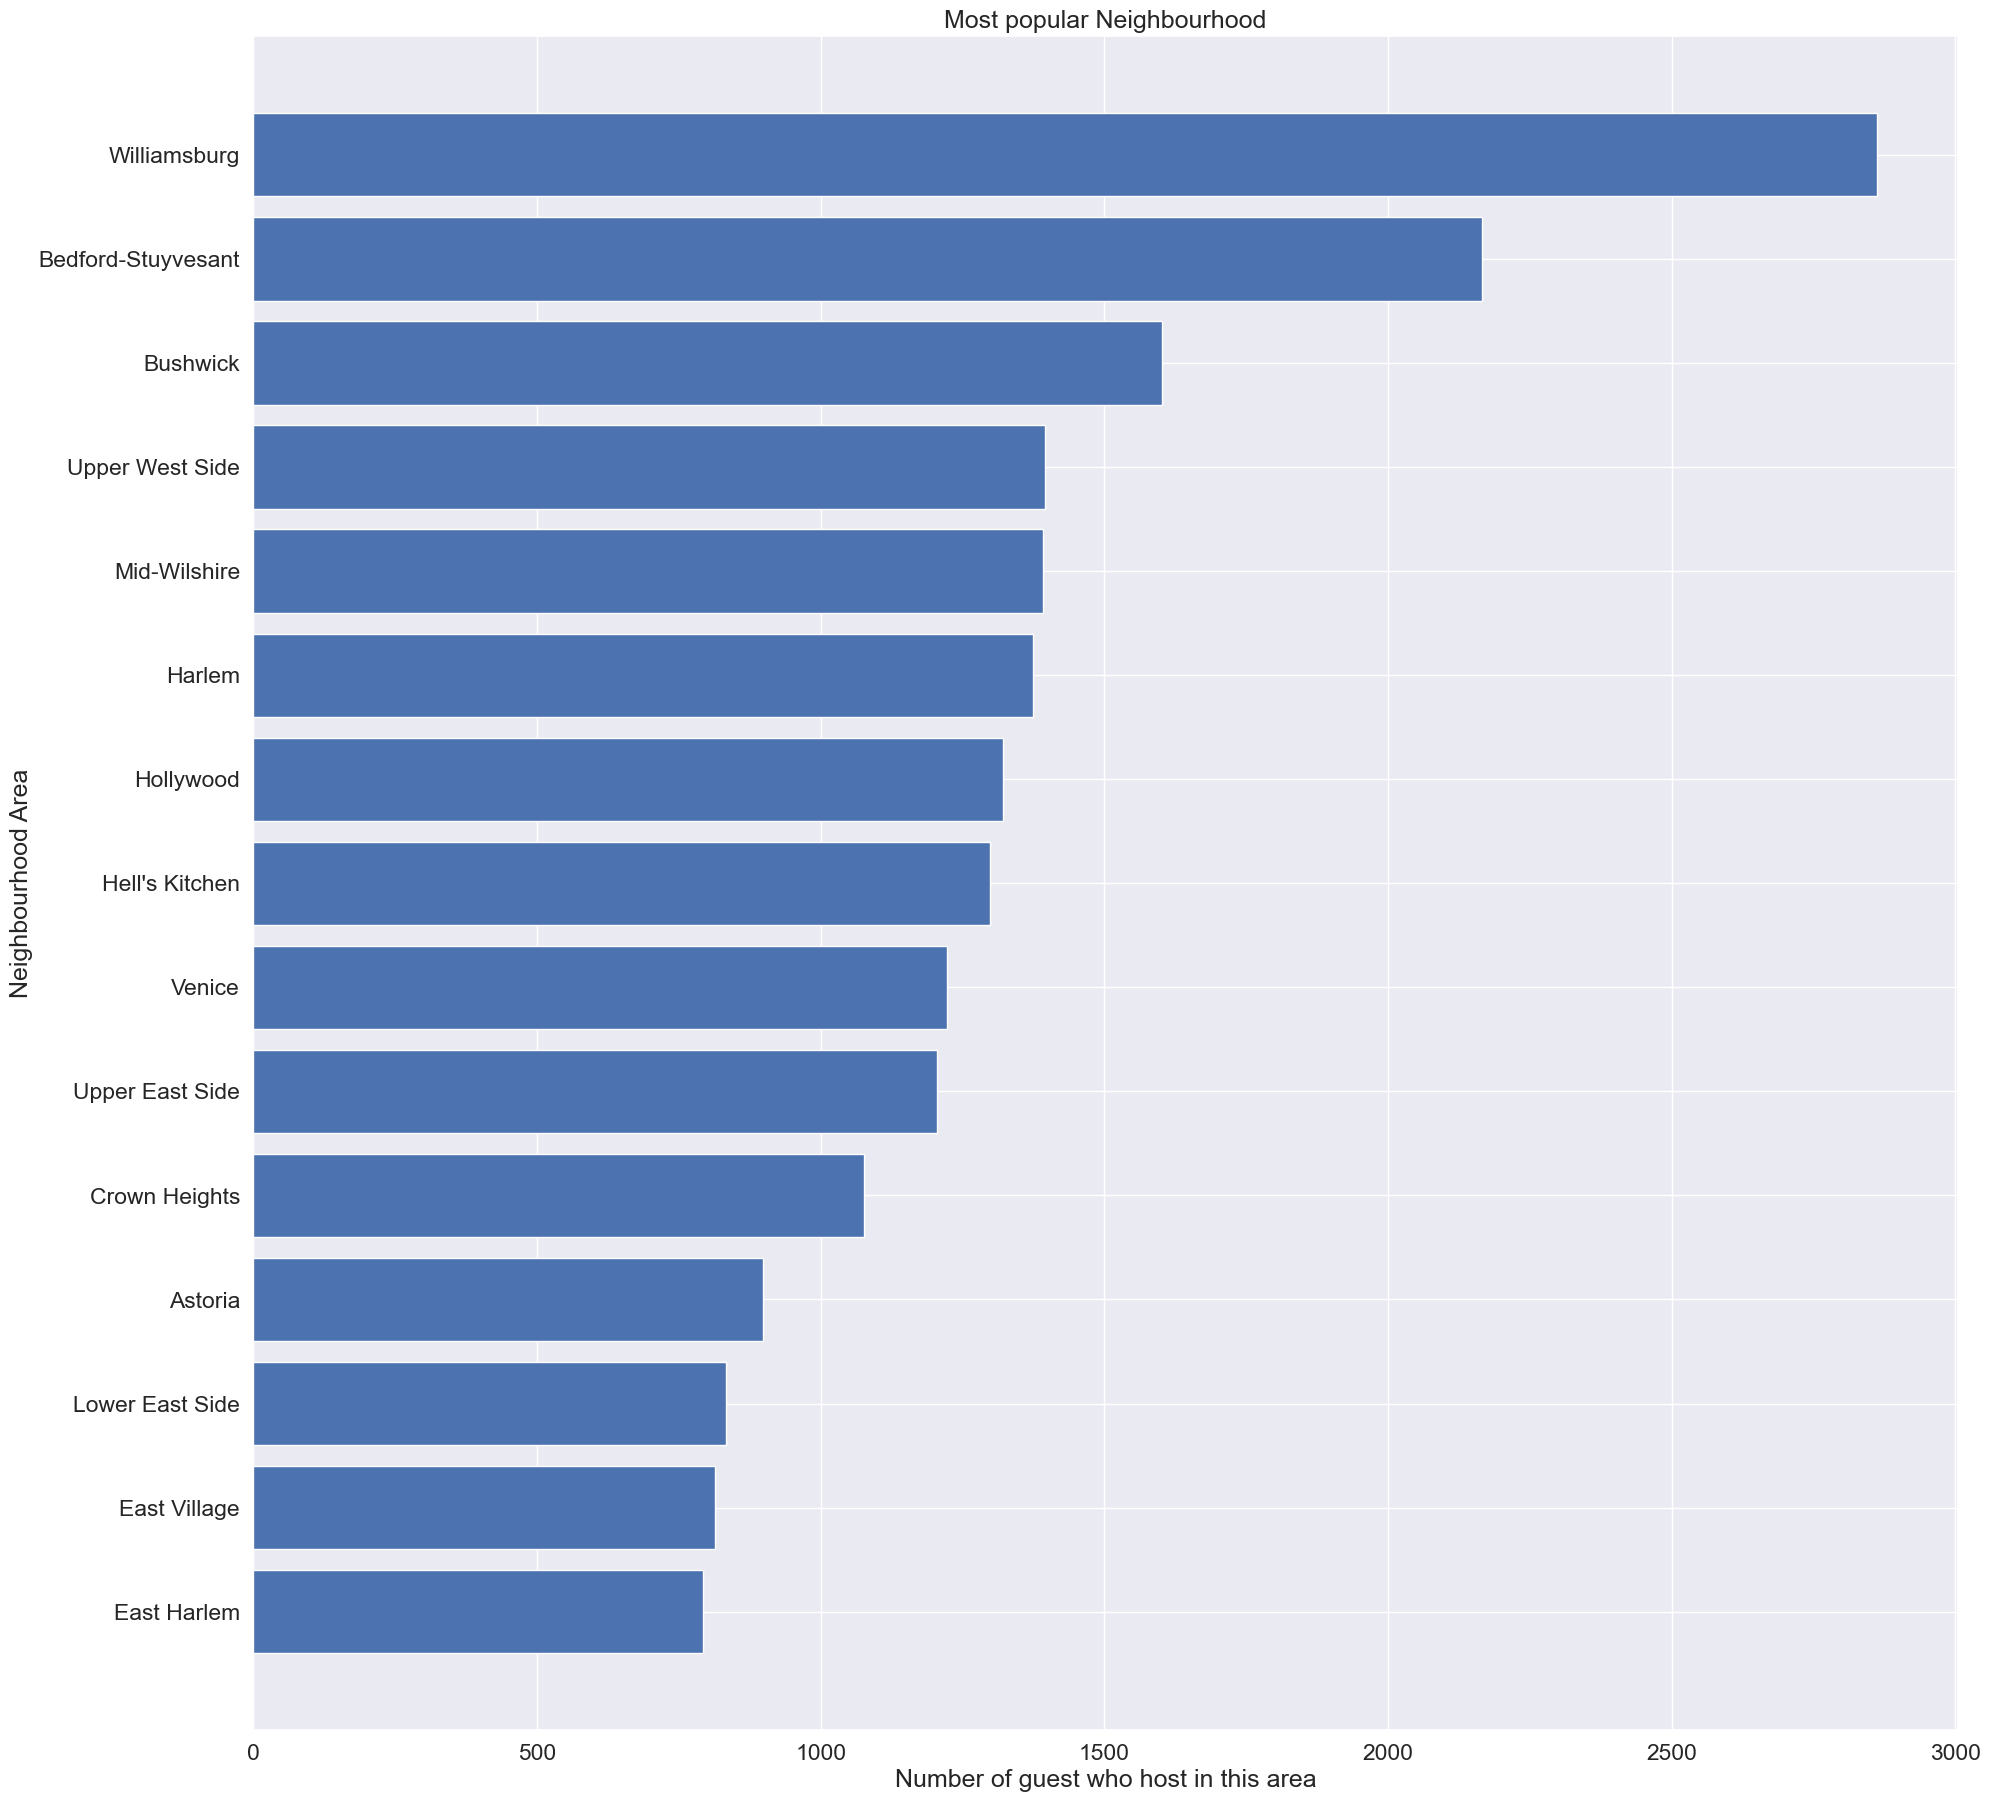 Most popular Neighbourhood
Williamsburg
Bedford-Stuyvesant
Bushwick
Upper West Side
Mid-Wilshire
Harlem
Hollywood
Hell's Kitchen
Venice
Upper East Side
Crown Heights
Astoria
Lower East Side
East Village
East Harlem
Neighbourhood Area
0 500 1000 1500 2000 2500 3000
Number of guest who host in this area